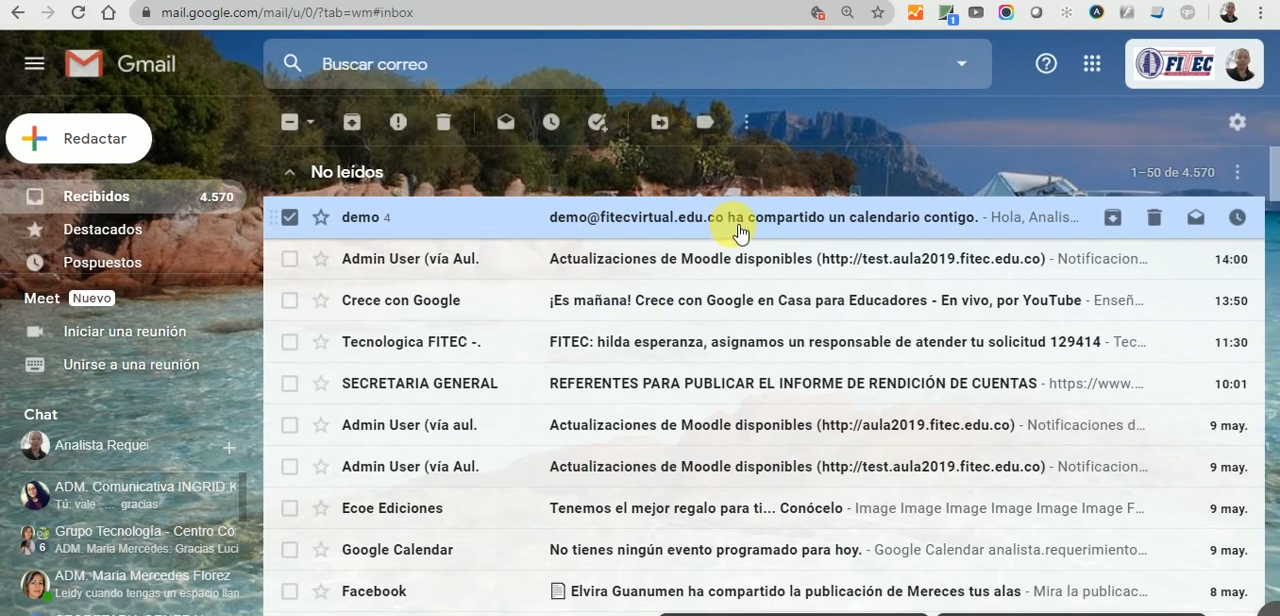 mail.google.com/mail/u/0/?tab=wm#inbox
1
Gmail
Buscar correo
FITEC
Redactar
No leídos
1–50 de 4.570
Recibidos 4.570
demo 4 demo@fitecvirtual.edu.co ha compartido un calendario contigo. - Hola, Analis...
Destacados
Admin User (vía Aul. Actualizaciones de Moodle disponibles (http://test.aula2019.fitec.edu.co) - Notificacion... 14:00
Pospuestos
Meet Nuevo
Crece con Google ¡Es mañana! Crece con Google en Casa para Educadores - En vivo, por YouTube - Enseñ... 13:50
Iniciar una reunión
Tecnologica FITEC -. FITEC: hilda esperanza, asignamos un responsable de atender tu solicitud 129414 - Tec... 11:30
Unirse a una reunión
SECRETARIA GENERAL REFERENTES PARA PUBLICAR EL INFORME DE RENDICIÓN DE CUENTAS - https://www.... 10:01
Chat
Admin User (vía aul. Actualizaciones de Moodle disponibles (http://aula2019.fitec.edu.co) - Notificaciones d... 9 may.
Analista Reque
Admin User (vía Aul. Actualizaciones de Moodle disponibles (http://test.aula2019.fitec.edu.co) - Notificacion... 9 may.
ADM. Comunicativa INGRID K
Tú: vale .... gracias
Ecoe Ediciones Tenemos el mejor regalo para ti... Conócelo - Image Image Image Image Image Image F... 9 may.
Grupo Tecnología - Centro Co
6 ADM. Maria Mercedes: Gracias Luci
Google Calendar No tienes ningún evento programado para hoy. - Google Calendar analista.requerimiento... 9 may.
ADM. Maria Mercedes Florez
Leidy cuando tengas un espacio llan
Facebook Elvira Guanumen ha compartido la publicación de Mereces tus alas - Mira la publicac... 8 may.